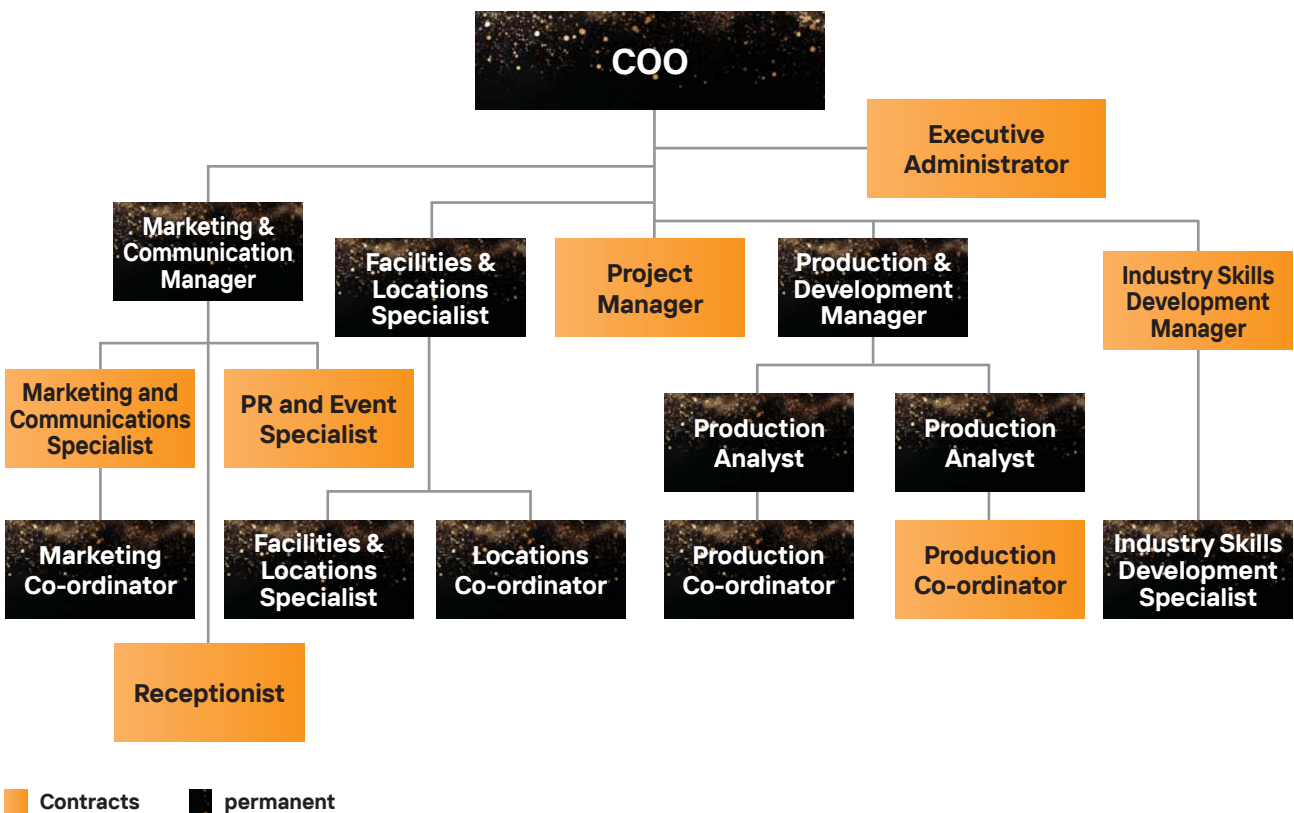 COO
Executive
Administrator
Marketing &
Communication
Manager
Facilities &
Locations
Specialist
Project
Manager
Production &
Development
Manager
Industry Skills
Development
Manager
Marketing and
Communications
Specialist
PR and Event
Specialist
Production
Analyst
Production
Analyst
Marketing
Co-ordinator
Facilities &
Locations
Specialist
Locations
Co-ordinator
Production
Co-ordinator
Production
Co-ordinator
Industry Skills
Development
Specialist
Receptionist
Contracts
permanent